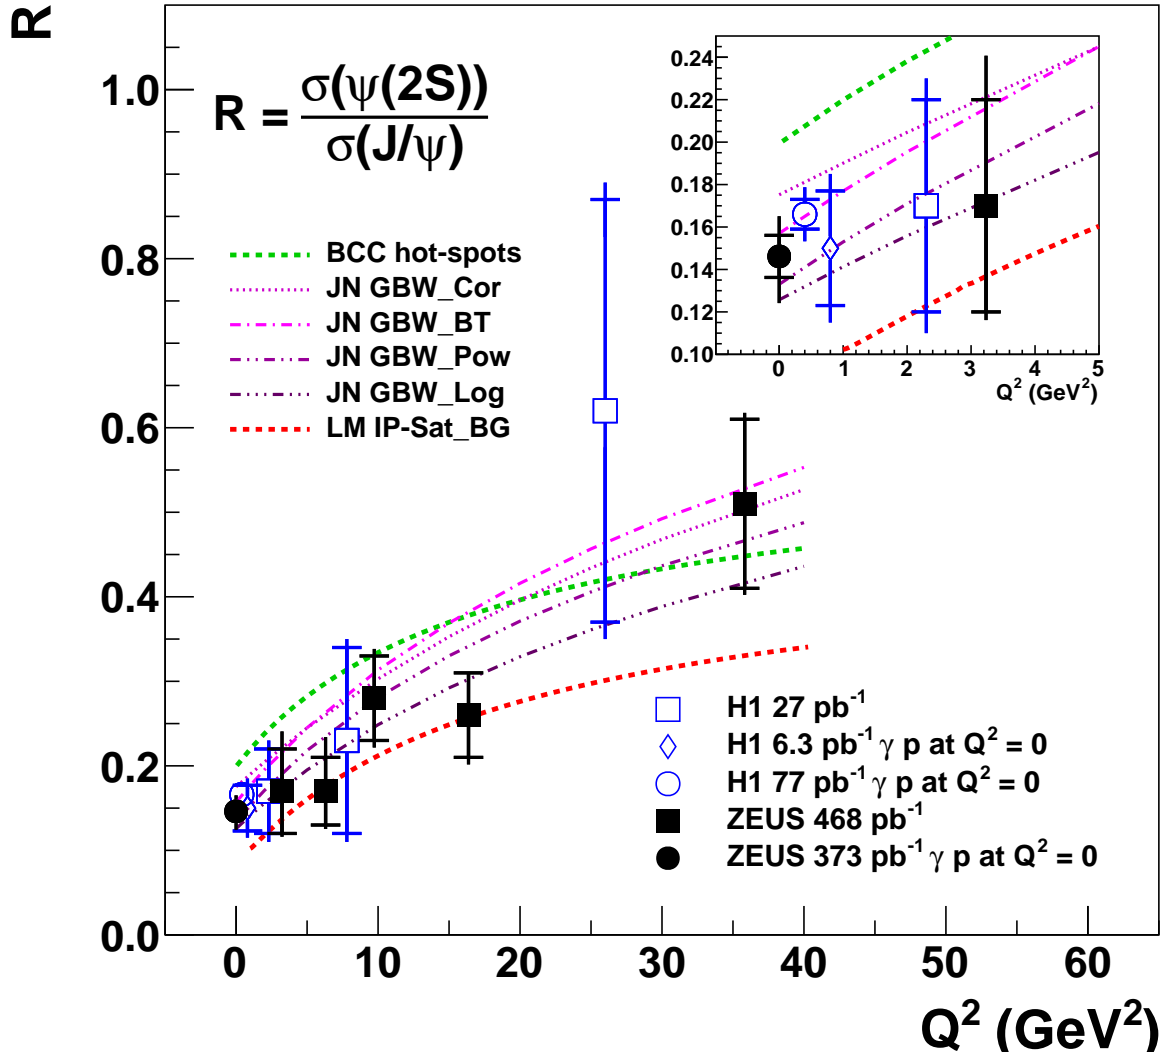 R
R = σ(ψ(2S)) / σ(J/ψ)
1.0
0.8
0.6
0.4
0.2
0.0
0 10 20 30 40 50 60
Q² (GeV²)
BCC hot-spots
JN GBW_Cor
JN GBW_BT
JN GBW_Pow
JN GBW_Log
LM IP-Sat_BG
0.24
0.22
0.20
0.18
0.16
0.14
0.12
0.10
0 1 2 3 4 5
Q² (GeV²)
H1 27 pb⁻¹
H1 6.3 pb⁻¹ γ p at Q² = 0
H1 77 pb⁻¹ γ p at Q² = 0
ZEUS 468 pb⁻¹
ZEUS 373 pb⁻¹ γ p at Q² = 0